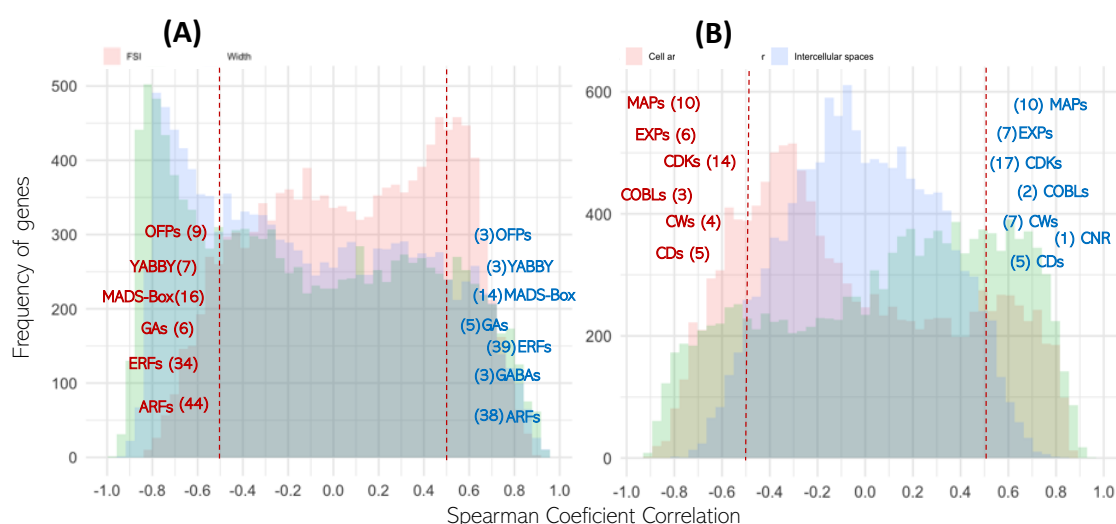 (A)
FSI Width
500
400
300
200
100
0
OFPs (9)
YABBY(7)
MADS-Box(16)
GAs (6)
ERFs (34)
ARFs (44)
(3)OFPs
(3)YABBY
(14)MADS-Box
(5)GAs
(39)ERFs
(3)GABAs
(38)ARFs
-1.0 -0.8 -0.6 -0.4 -0.2 0.0 0.2 0.4 0.6 0.8 1.0
Frequency of genes
(B)
Cell ar r Intercellular spaces
600
400
200
0
MAPs (10)
EXPs (6)
CDKs (14)
COBLs (3)
CWs (4)
CDs (5)
(10) MAPs
(7)EXPs
(17) CDKs
(2) COBLs
(7) CWs
(1) CNR
(5) CDs
-1.0 -0.8 -0.6 -0.4 -0.2 0.0 0.2 0.4 0.6 0.8 1.0
Spearman Coeficient Correlation